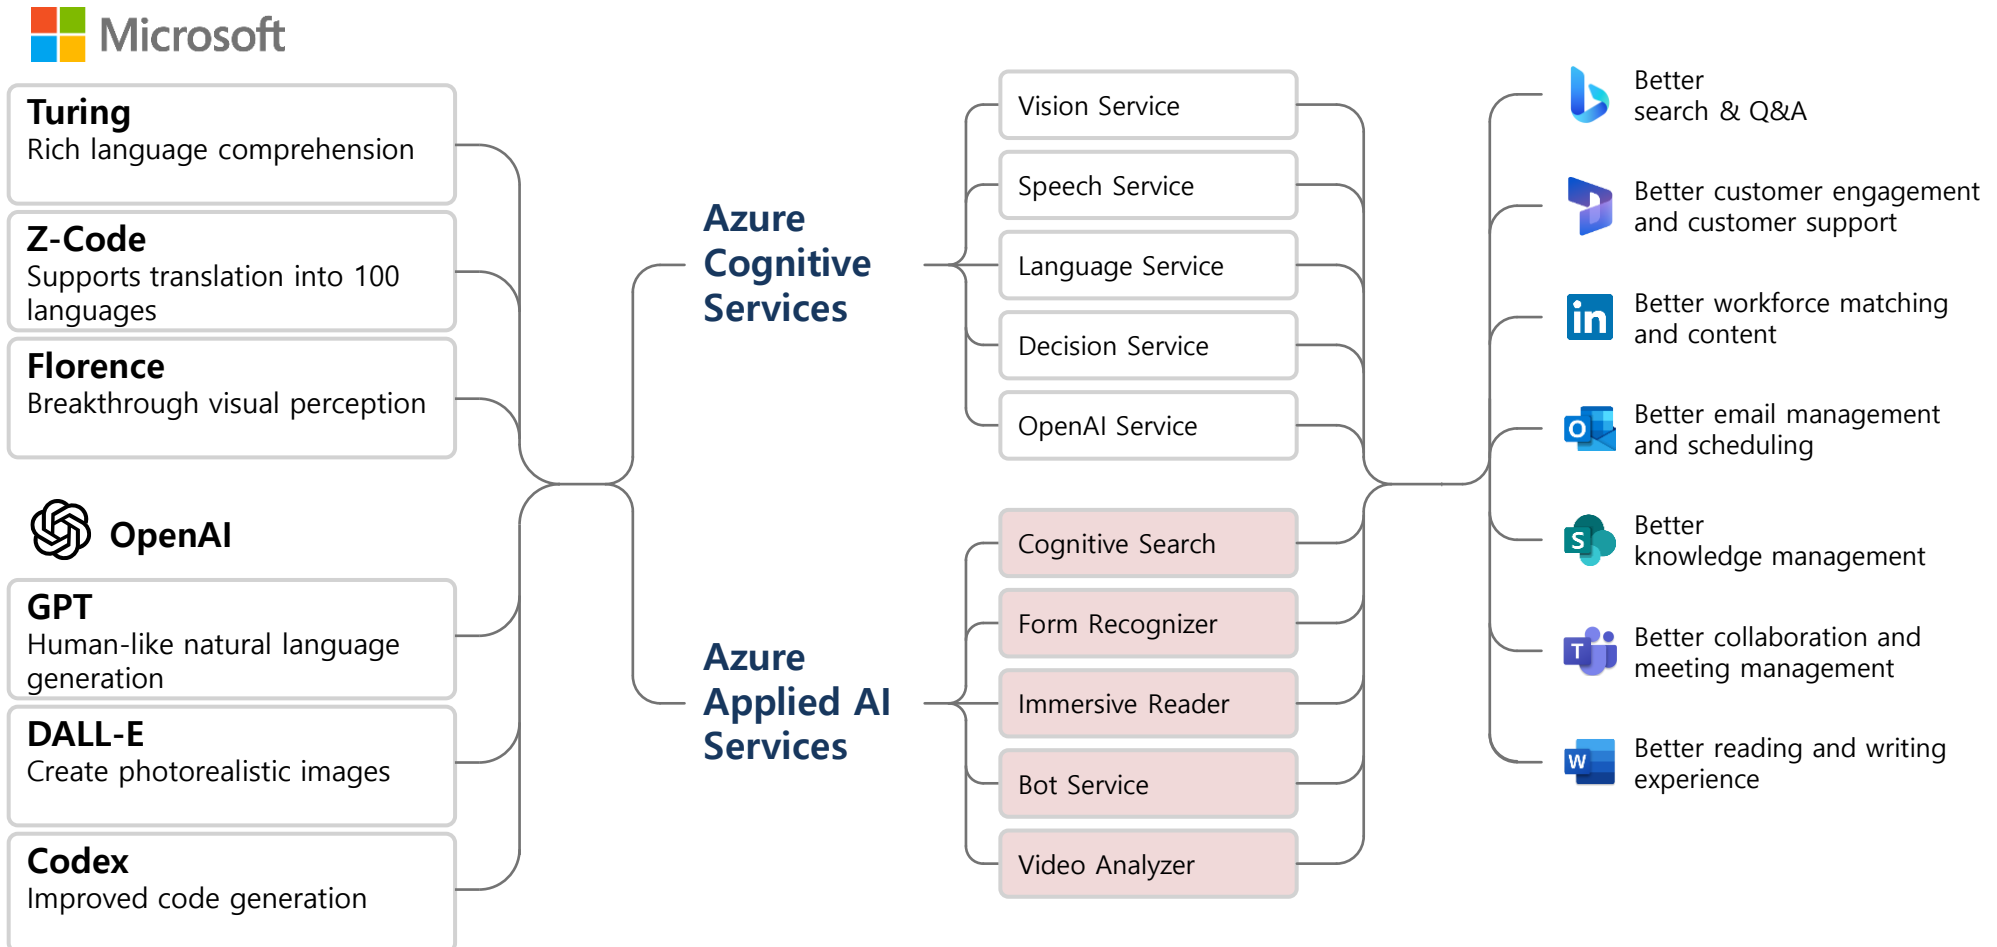 Microsoft
Turing
Rich language comprehension
Z-Code
Supports translation into 100
languages
Florence
Breakthrough visual perception
OpenAI
GPT
Human-like natural language
generation
DALL-E
Create photorealistic images
Codex
Improved code generation
Azure
Cognitive
Services
Azure
Applied AI
Services
Vision Service
Speech Service
Language Service
Decision Service
OpenAI Service
Cognitive Search
Form Recognizer
Immersive Reader
Bot Service
Video Analyzer
Better
search & Q&A
Better customer engagement
and customer support
in
Better workforce matching
and content
O
Better email management
and scheduling
S
Better
knowledge management
T
Better collaboration and
meeting management
W
Better reading and writing
experience